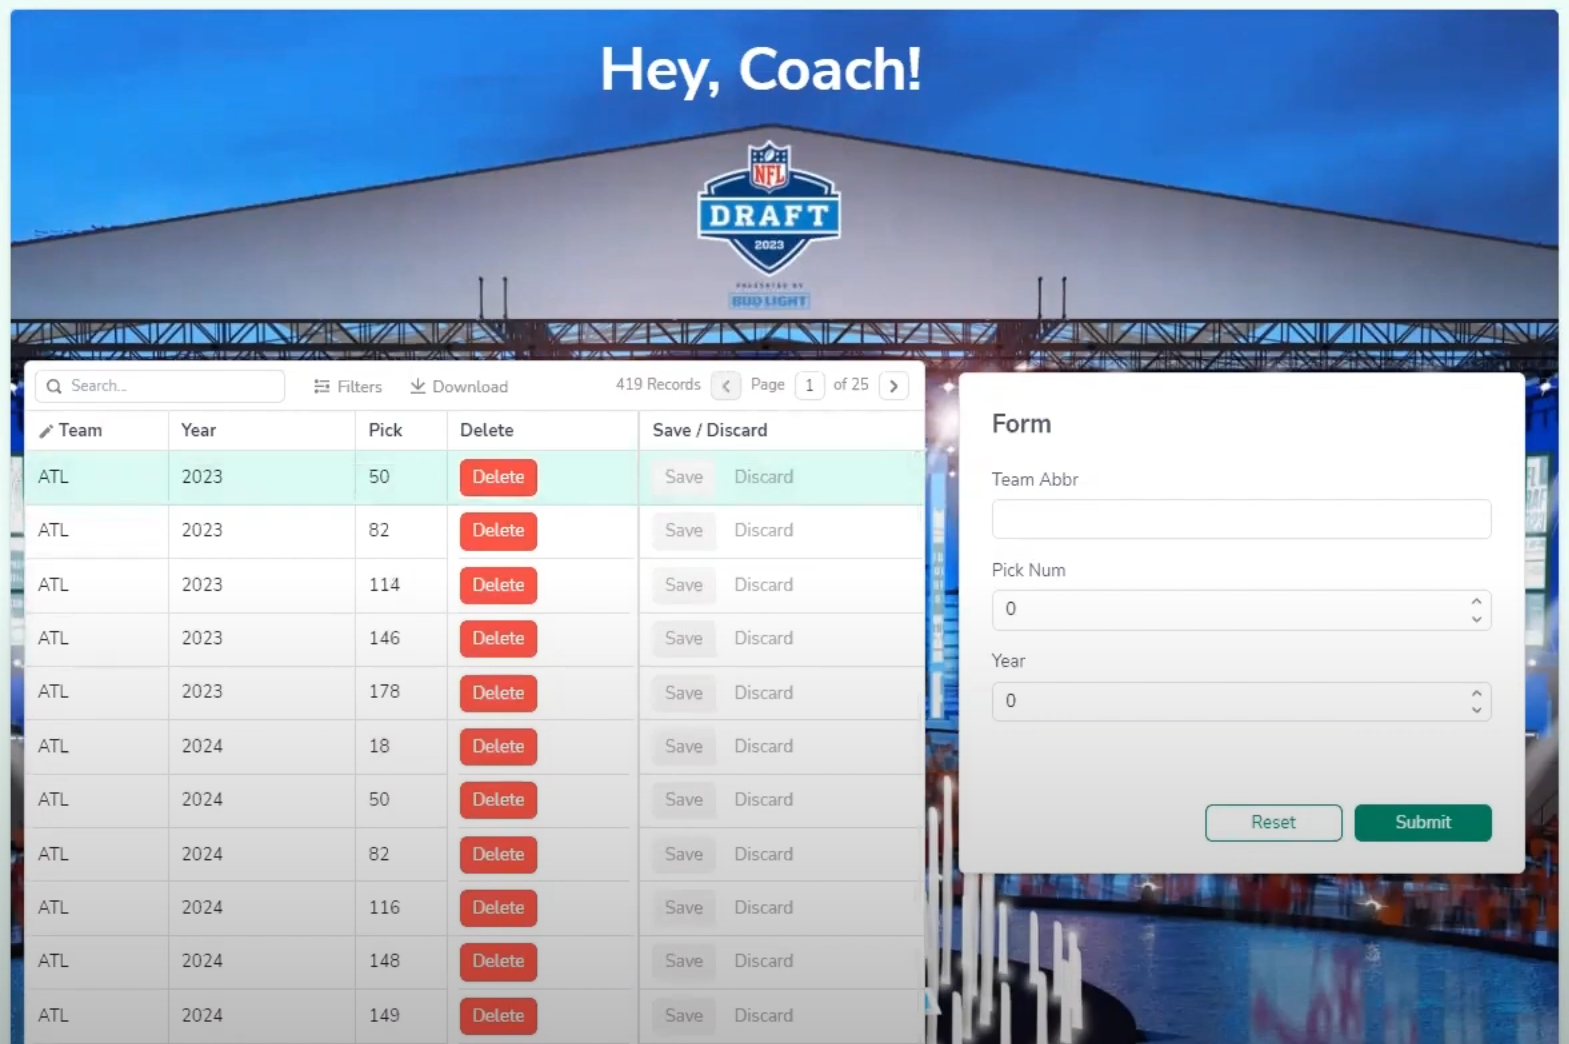 Hey, Coach!
NFL
DRAFT
2023
PRESENTED BY
BUD LIGHT
Search... Filters Download 419 Records Page 1 of 25
Team Year Pick Delete Save / Discard
ATL 2023 50 Delete Save Discard
ATL 2023 82 Delete Save Discard
ATL 2023 114 Delete Save Discard
ATL 2023 146 Delete Save Discard
ATL 2023 178 Delete Save Discard
ATL 2024 18 Delete Save Discard
ATL 2024 50 Delete Save Discard
ATL 2024 82 Delete Save Discard
ATL 2024 116 Delete Save Discard
ATL 2024 148 Delete Save Discard
ATL 2024 149 Delete Save Discard
Form
Team Abbr
Pick Num
0
Year
0
Reset Submit